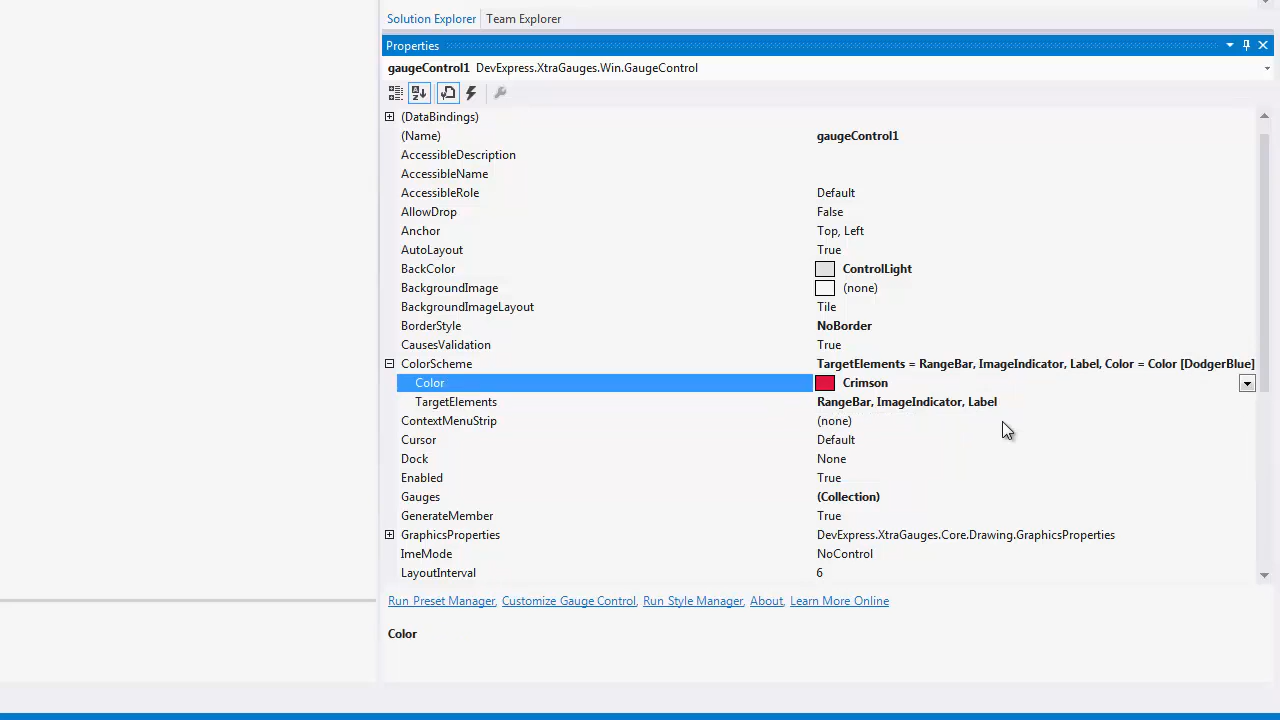 Solution Explorer Team Explorer
Properties
gaugeControl1 DevExpress.XtraGauges.Win.GaugeControl
(DataBindings)
(Name) gaugeControl1
AccessibleDescription
AccessibleName
AccessibleRole Default
AllowDrop False
Anchor Top, Left
AutoLayout True
BackColor ControlLight
BackgroundImage (none)
BackgroundImageLayout Tile
BorderStyle NoBorder
CausesValidation True
ColorScheme TargetElements = RangeBar, ImageIndicator, Label, Color = Color [DodgerBlue]
Color Crimson
TargetElements RangeBar, ImageIndicator, Label
ContextMenuStrip (none)
Cursor Default
Dock None
Enabled True
Gauges (Collection)
GenerateMember True
GraphicsProperties DevExpress.XtraGauges.Core.Drawing.GraphicsProperties
ImeMode NoControl
LayoutInterval 6
Run Preset Manager, Customize Gauge Control, Run Style Manager, About, Learn More Online
Color